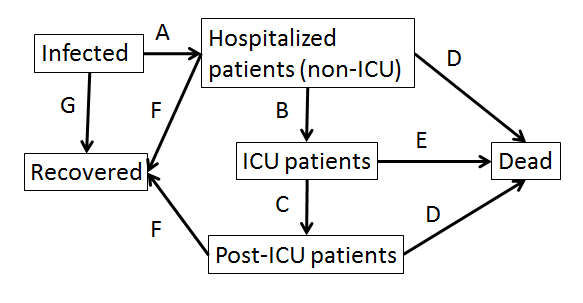 A
Infected
Hospitalized
patients (non-ICU)
D
G
F
B
Recovered
ICU patients
E
Dead
C
F
D
Post-ICU patients